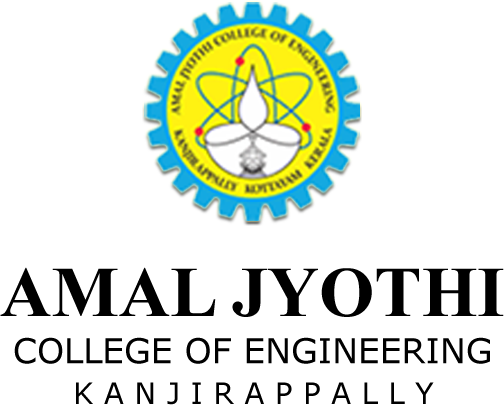 AMAL JYOTHI COLLEGE OF ENGINEERING
KANJIRAPPALLY KOTTAYAM KERALA
AMAL JYOTHI
COLLEGE OF ENGINEERING
KANJIRAPPALLY